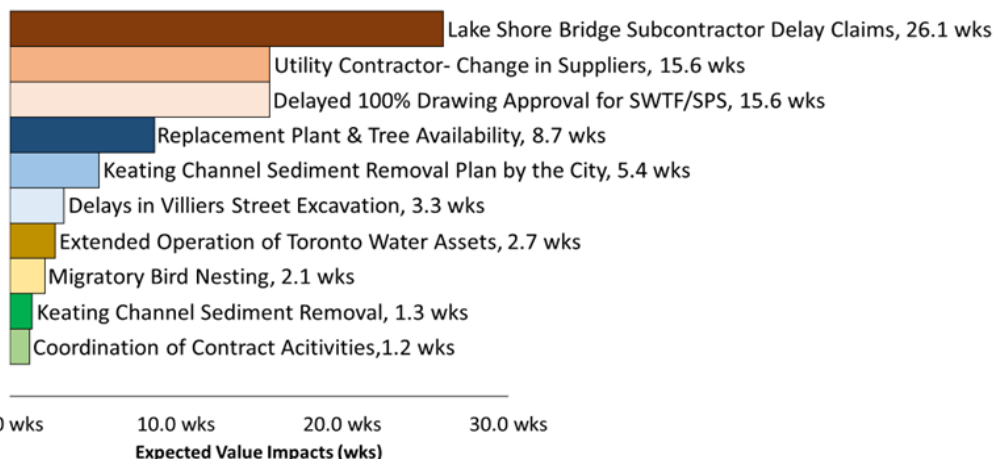 Lake Shore Bridge Subcontractor Delay Claims, 26.1 wks
Utility Contractor- Change in Suppliers, 15.6 wks
Delayed 100% Drawing Approval for SWTF/SPS, 15.6 wks
Replacement Plant & Tree Availability, 8.7 wks
Keating Channel Sediment Removal Plan by the City, 5.4 wks
Delays in Villiers Street Excavation, 3.3 wks
Extended Operation of Toronto Water Assets, 2.7 wks
Migratory Bird Nesting, 2.1 wks
Keating Channel Sediment Removal, 1.3 wks
Coordination of Contract Acitivities,1.2 wks
0 wks 10.0 wks 20.0 wks 30.0 wks
Expected Value Impacts (wks)